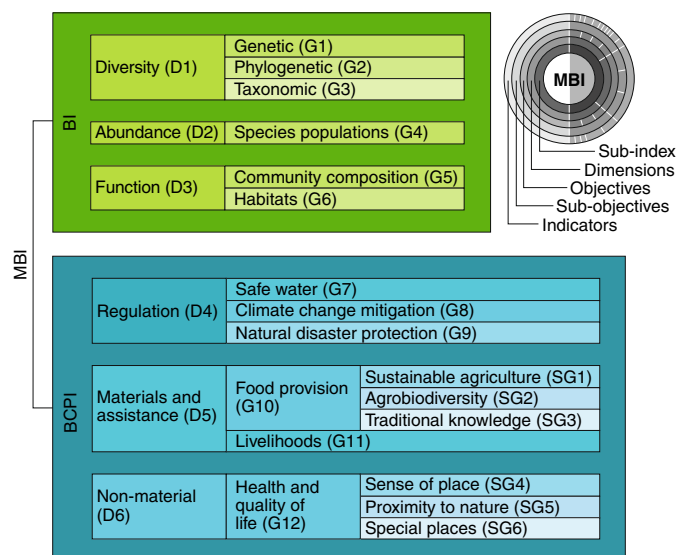 MBI
BI
Diversity (D1)
Genetic (G1)
Phylogenetic (G2)
Taxonomic (G3)
Abundance (D2)
Species populations (G4)
Function (D3)
Community composition (G5)
Habitats (G6)
MBI
Sub-index
Dimensions
Objectives
Sub-objectives
Indicators
BCPI
Regulation (D4)
Safe water (G7)
Climate change mitigation (G8)
Natural disaster protection (G9)
Materials and
assistance (D5)
Food provision
(G10)
Sustainable agriculture (SG1)
Agrobiodiversity (SG2)
Traditional knowledge (SG3)
Livelihoods (G11)
Non-material
(D6)
Health and
quality of
life (G12)
Sense of place (SG4)
Proximity to nature (SG5)
Special places (SG6)